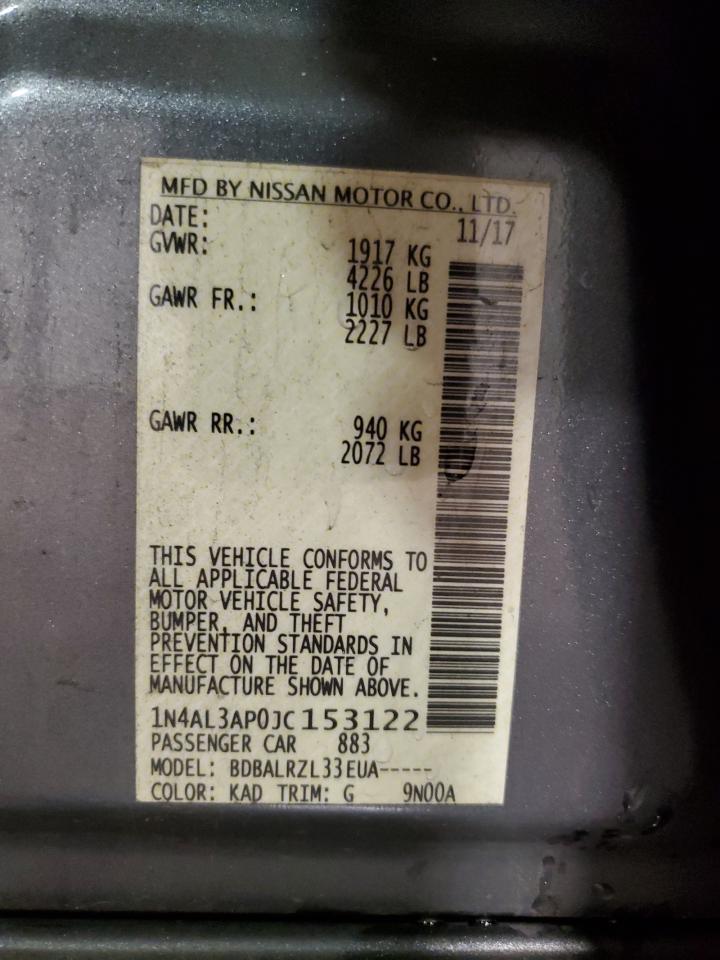 MFD BY NISSAN MOTOR CO., LTD.
DATE: 11/17
GVWR: 1917 KG
4226 LB
GAWR FR.: 1010 KG
2227 LB
GAWR RR.: 940 KG
2072 LB
THIS VEHICLE CONFORMS TO
ALL APPLICABLE FEDERAL
MOTOR VEHICLE SAFETY,
BUMPER, AND THEFT
PREVENTION STANDARDS IN
EFFECT ON THE DATE OF
MANUFACTURE SHOWN ABOVE.
1N4AL3AP0JC153122
PASSENGER CAR 883
MODEL: BDBALRZL33EUA-----
COLOR: KAD TRIM: G 9N00A